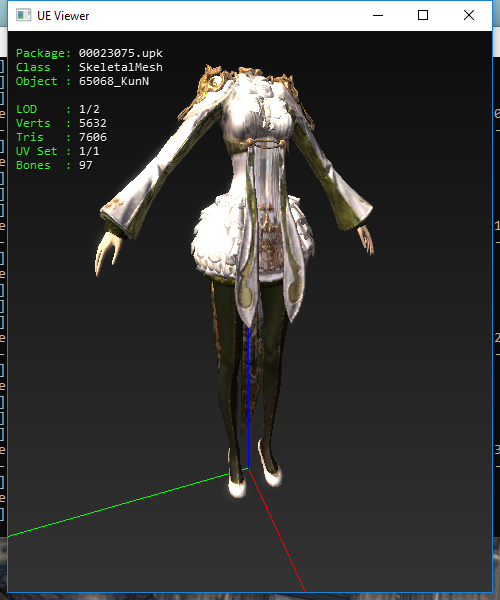 UE Viewer
Package: 00023075.upk
Class : SkeletalMesh
Object : 65068_KunN
LOD : 1/2
Verts : 5632
Tris : 7606
UV Set : 1/1
Bones : 97